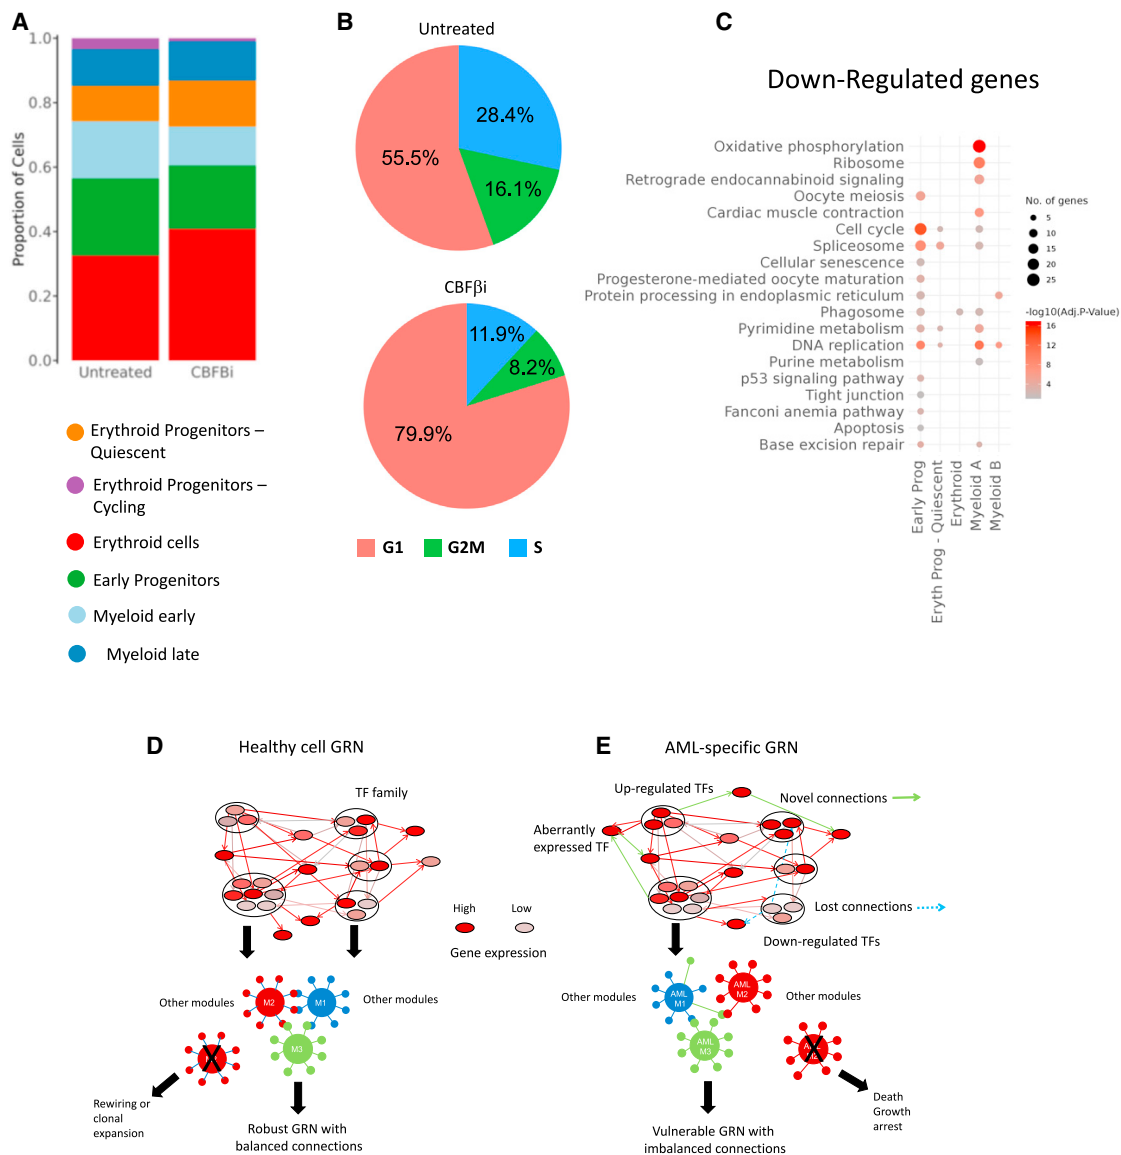 A
1.0
0.8
0.6
0.4
0.2
0.0
Proportion of Cells
Untreated
CBFBi
Erythroid Progenitors –
Quiescent
Erythroid Progenitors –
Cycling
Erythroid cells
Early Progenitors
Myeloid early
Myeloid late
B
Untreated
28.4%
55.5%
16.1%
CBFβi
11.9%
8.2%
79.9%
G1
G2M
S
C
Down-Regulated genes
Oxidative phosphorylation
Ribosome
Retrograde endocannabinoid signaling
Oocyte meiosis
Cardiac muscle contraction
Cell cycle
Spliceosome
Cellular senescence
Progesterone-mediated oocyte maturation
Protein processing in endoplasmic reticulum
Phagosome
Pyrimidine metabolism
DNA replication
Purine metabolism
p53 signaling pathway
Tight junction
Fanconi anemia pathway
Apoptosis
Base excision repair
Early Prog
Eryth Prog - Quiescent
Erythroid
Myeloid A
Myeloid B
No. of genes
5
10
15
20
25
-log10(Adj.P-Value)
16
12
8
4
D
Healthy cell GRN
TF family
High
Low
Gene expression
Other modules
M2
M1
Other modules
M3
Rewiring or
clonal
expansion
Robust GRN with
balanced connections
E
AML-specific GRN
Up-regulated TFs
Novel connections
Aberrantly
expressed TF
Lost connections
Down-regulated TFs
Other modules
AML
M1
AML
M2
Other modules
AML
M3
Death
Growth
arrest
Vulnerable GRN with
imbalanced connections